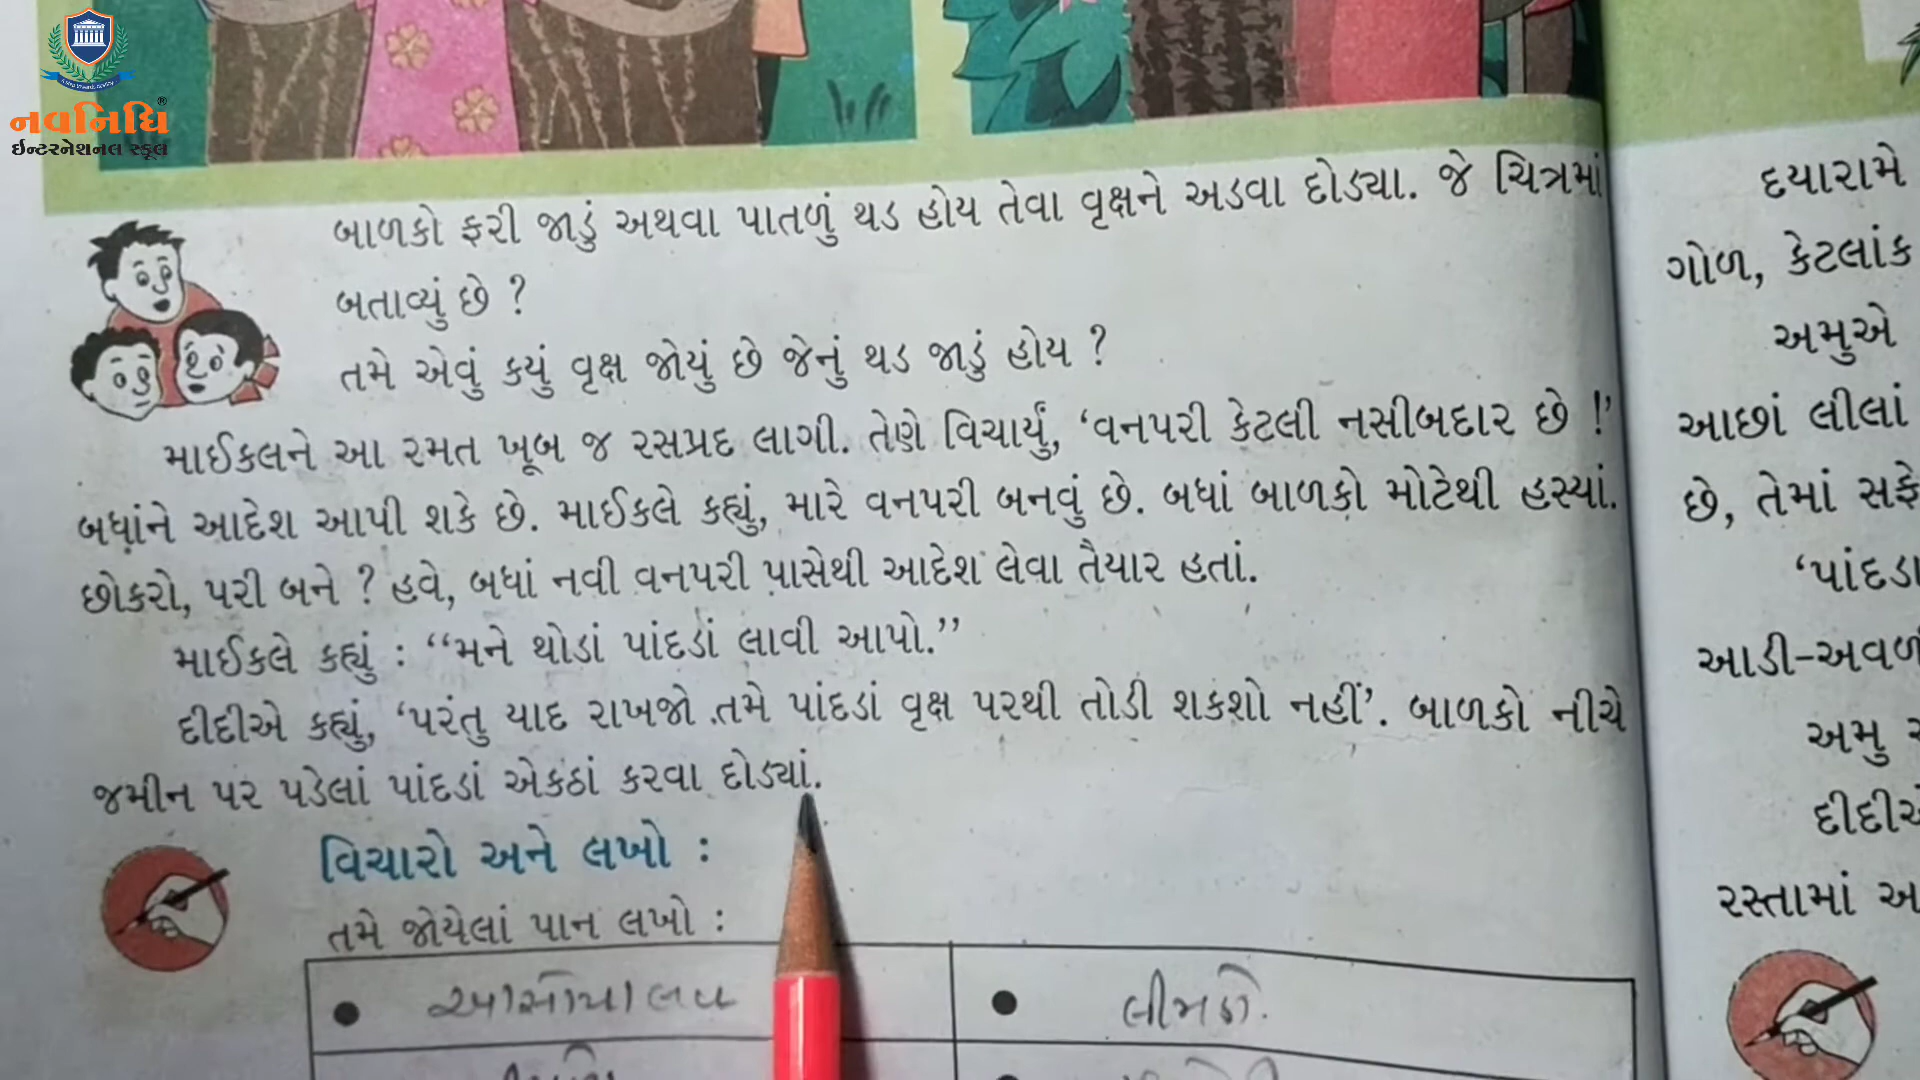 નવનિધિ®
ઈન્ટરનેશનલ સ્કૂલ
બાળકો ફરી જાડું અથવા પાતળું થડ હોય તેવા વૃક્ષને અડવા દોડ્યા. જે ચિત્રમાં
બતાવ્યું છે ?
તમે એવું કયું વૃક્ષ જોયું છે જેનું થડ જાડું હોય ?
માઈકલને આ રમત ખૂબ જ રસપ્રદ લાગી. તેણે વિચાર્યું, ‘વનપરી કેટલી નસીબદાર છે !’
બધાંને આદેશ આપી શકે છે. માઈકલે કહ્યું, મારે વનપરી બનવું છે. બધાં બાળકો મોટેથી હસ્યાં.
છોકરો, પરી બને ? હવે, બધાં નવી વનપરી પાસેથી આદેશ લેવા તૈયાર હતાં.
માઈકલે કહ્યું : “મને થોડાં પાંદડાં લાવી આપો.”
દીદીએ કહ્યું, ‘પરંતુ યાદ રાખજો તમે પાંદડાં વૃક્ષ પરથી તોડી શકશો નહીં’. બાળકો નીચે
જમીન પર પડેલાં પાંદડાં એકઠાં કરવા દોડ્યાં.
વિચારો અને લખો :
તમે જોયેલાં પાન લખો :
• આસોપાલવ
• લીમડો.
દયારામે
ગોળ, કેટલાંક
અમુએ
આછાં લીલાં
છે, તેમાં
‘પાંદડા
આડી-અવળ
અમુ
રસ્તામાં